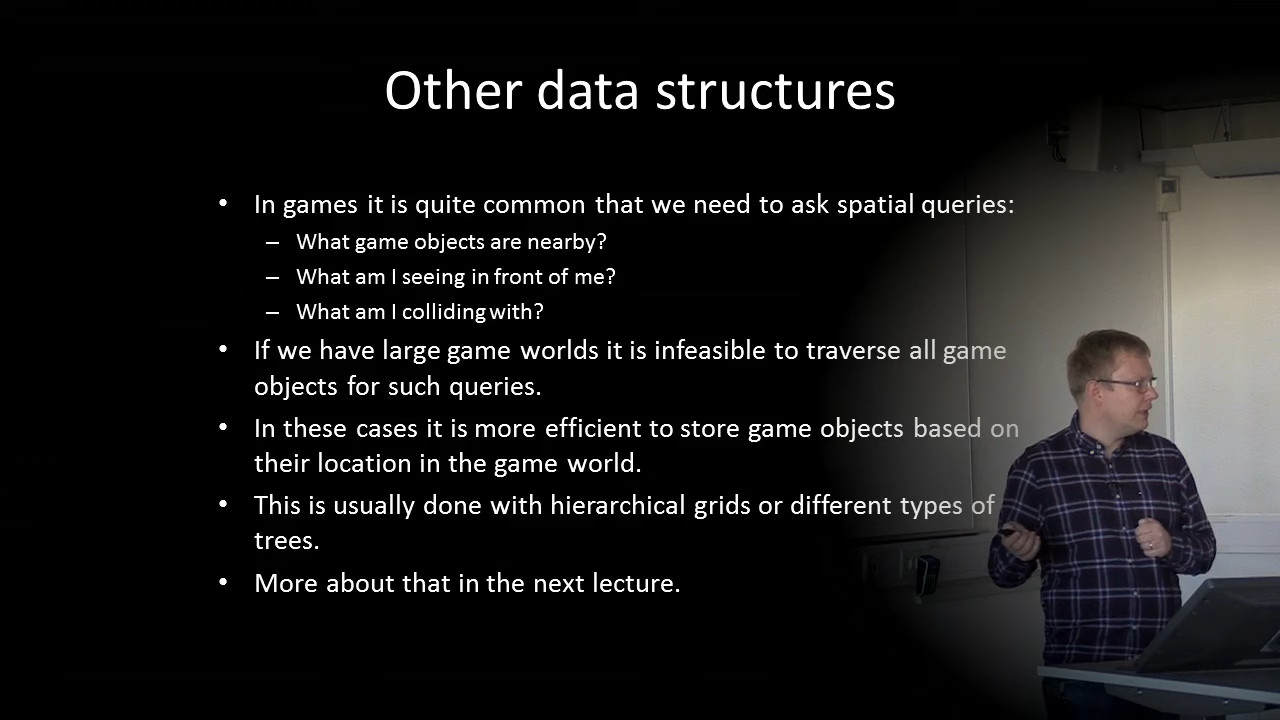 Other data structures
• In games it is quite common that we need to ask spatial queries:
– What game objects are nearby?
– What am I seeing in front of me?
– What am I colliding with?
• If we have large game worlds it is infeasible to traverse all game
objects for such queries.
• In these cases it is more efficient to store game objects based on
their location in the game world.
• This is usually done with hierarchical grids or different types of
trees.
• More about that in the next lecture.